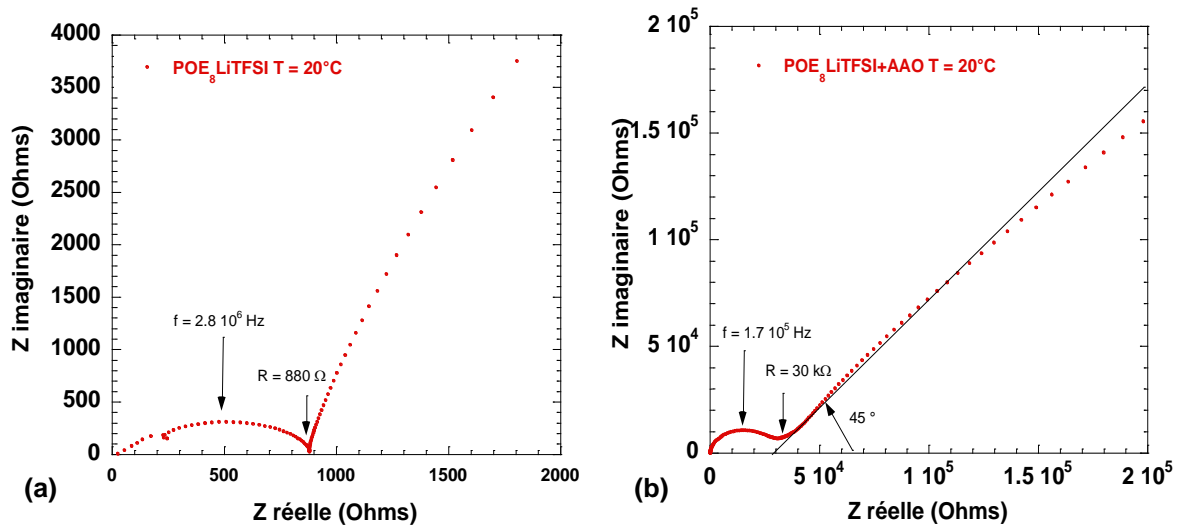 4000
3500
3000
2500
2000
1500
1000
500
0
Z imaginaire (Ohms)
POE8LiTFSI T = 20°C
f = 2.8 10^6 Hz
R = 880 Ω
0 500 1000 1500 2000
Z réelle (Ohms)
(a)
2 10^5
1.5 10^5
1 10^5
5 10^4
0
Z imaginaire (Ohms)
POE8LiTFSI+AAO T = 20°C
f = 1.7 10^5 Hz
R = 30 kΩ
45 °
0 5 10^4 1 10^5 1.5 10^5 2 10^5
Z réelle (Ohms)
(b)